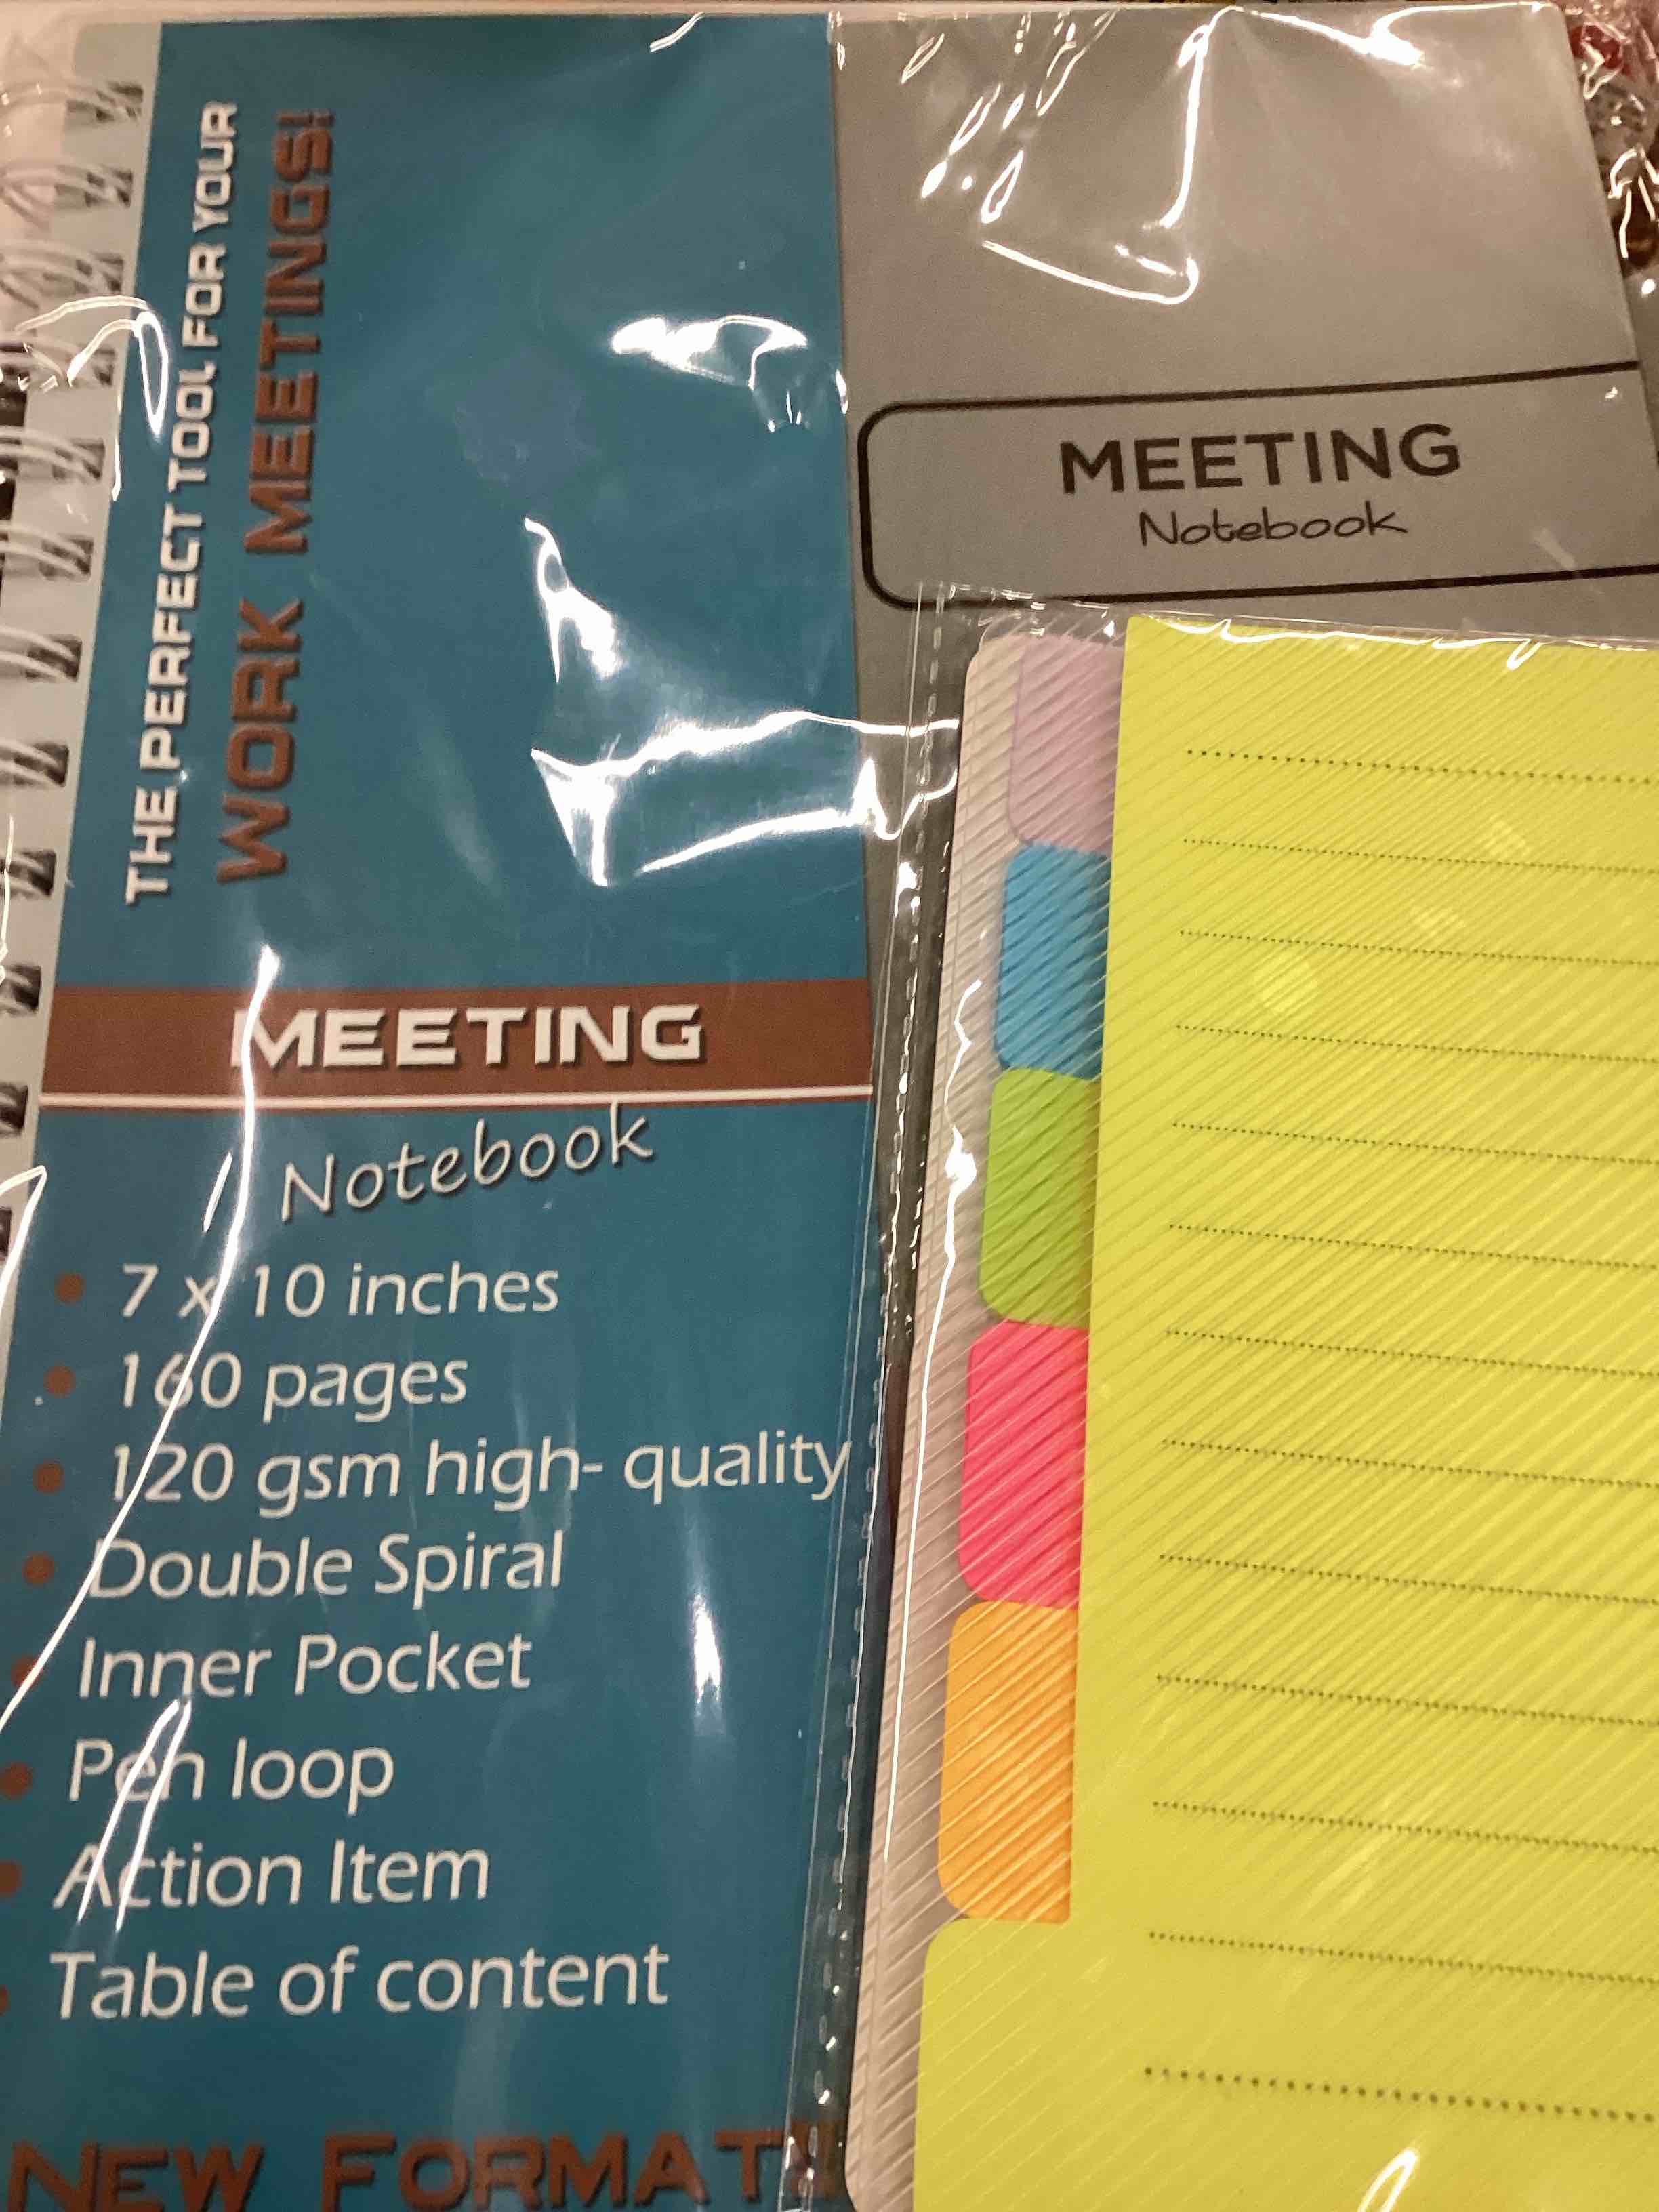 THE PERFECT TOOL FOR YOUR
WORK MEETINGS!
MEETING
Notebook
7 x 10 inches
160 pages
120 gsm high- quality
Double Spiral
Inner Pocket
Pen loop
Action Item
Table of content
NEW FORMAT!!
MEETING
Notebook